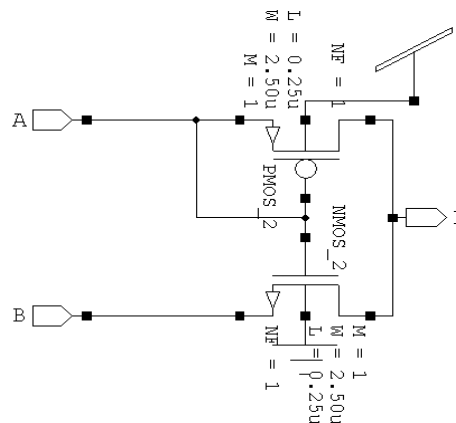 L = 0.25u
W = 2.50u
M = 1
NF = 1
A
PMOS_2
NMOS_2
B
NF = 1
L = 0.25u
W = 2.50u
M = 1